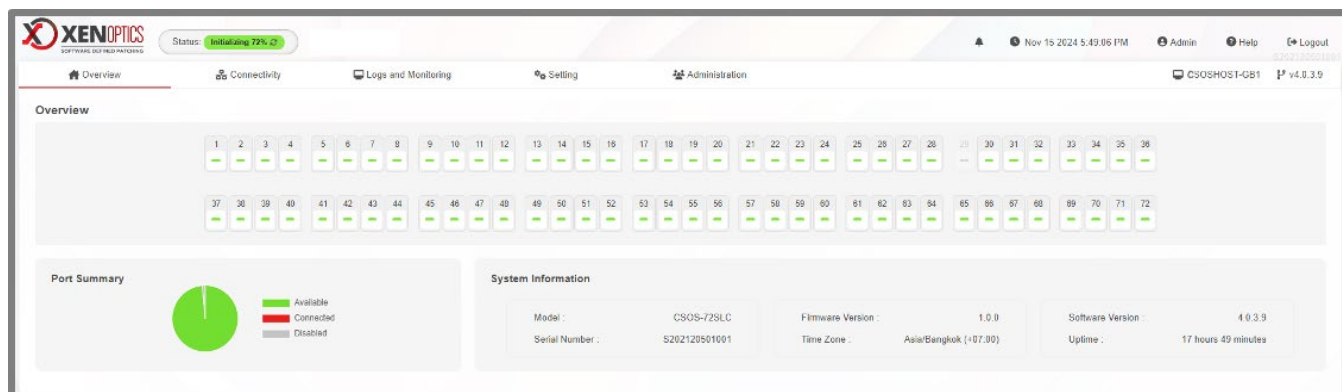 XENOPTICS
SOFTWARE DEFINED PATCHING
Status: Initializing 72%
Nov 15 2024 5:49:06 PM
Admin
Help
Logout
S202120501001
Overview
Connectivity
Logs and Monitoring
Setting
Administration
CSOSHOST-GB1
v4.0.3.9
Overview
1 2 3 4 5 6 7 8 9 10 11 12 13 14 15 16 17 18 19 20 21 22 23 24 25 26 27 28 29 30 31 32 33 34 35 36
37 38 39 40 41 42 43 44 45 46 47 48 49 50 51 52 53 54 55 56 57 58 59 60 61 62 63 64 65 66 67 68 69 70 71 72
Port Summary
Available
Connected
Disabled
System Information
Model : CSOS-72SLC
Serial Number : S202120501001
Firmware Version : 1.0.0
Time Zone : Asia/Bangkok (+07:00)
Software Version : 4.0.3.9
Uptime : 17 hours 49 minutes